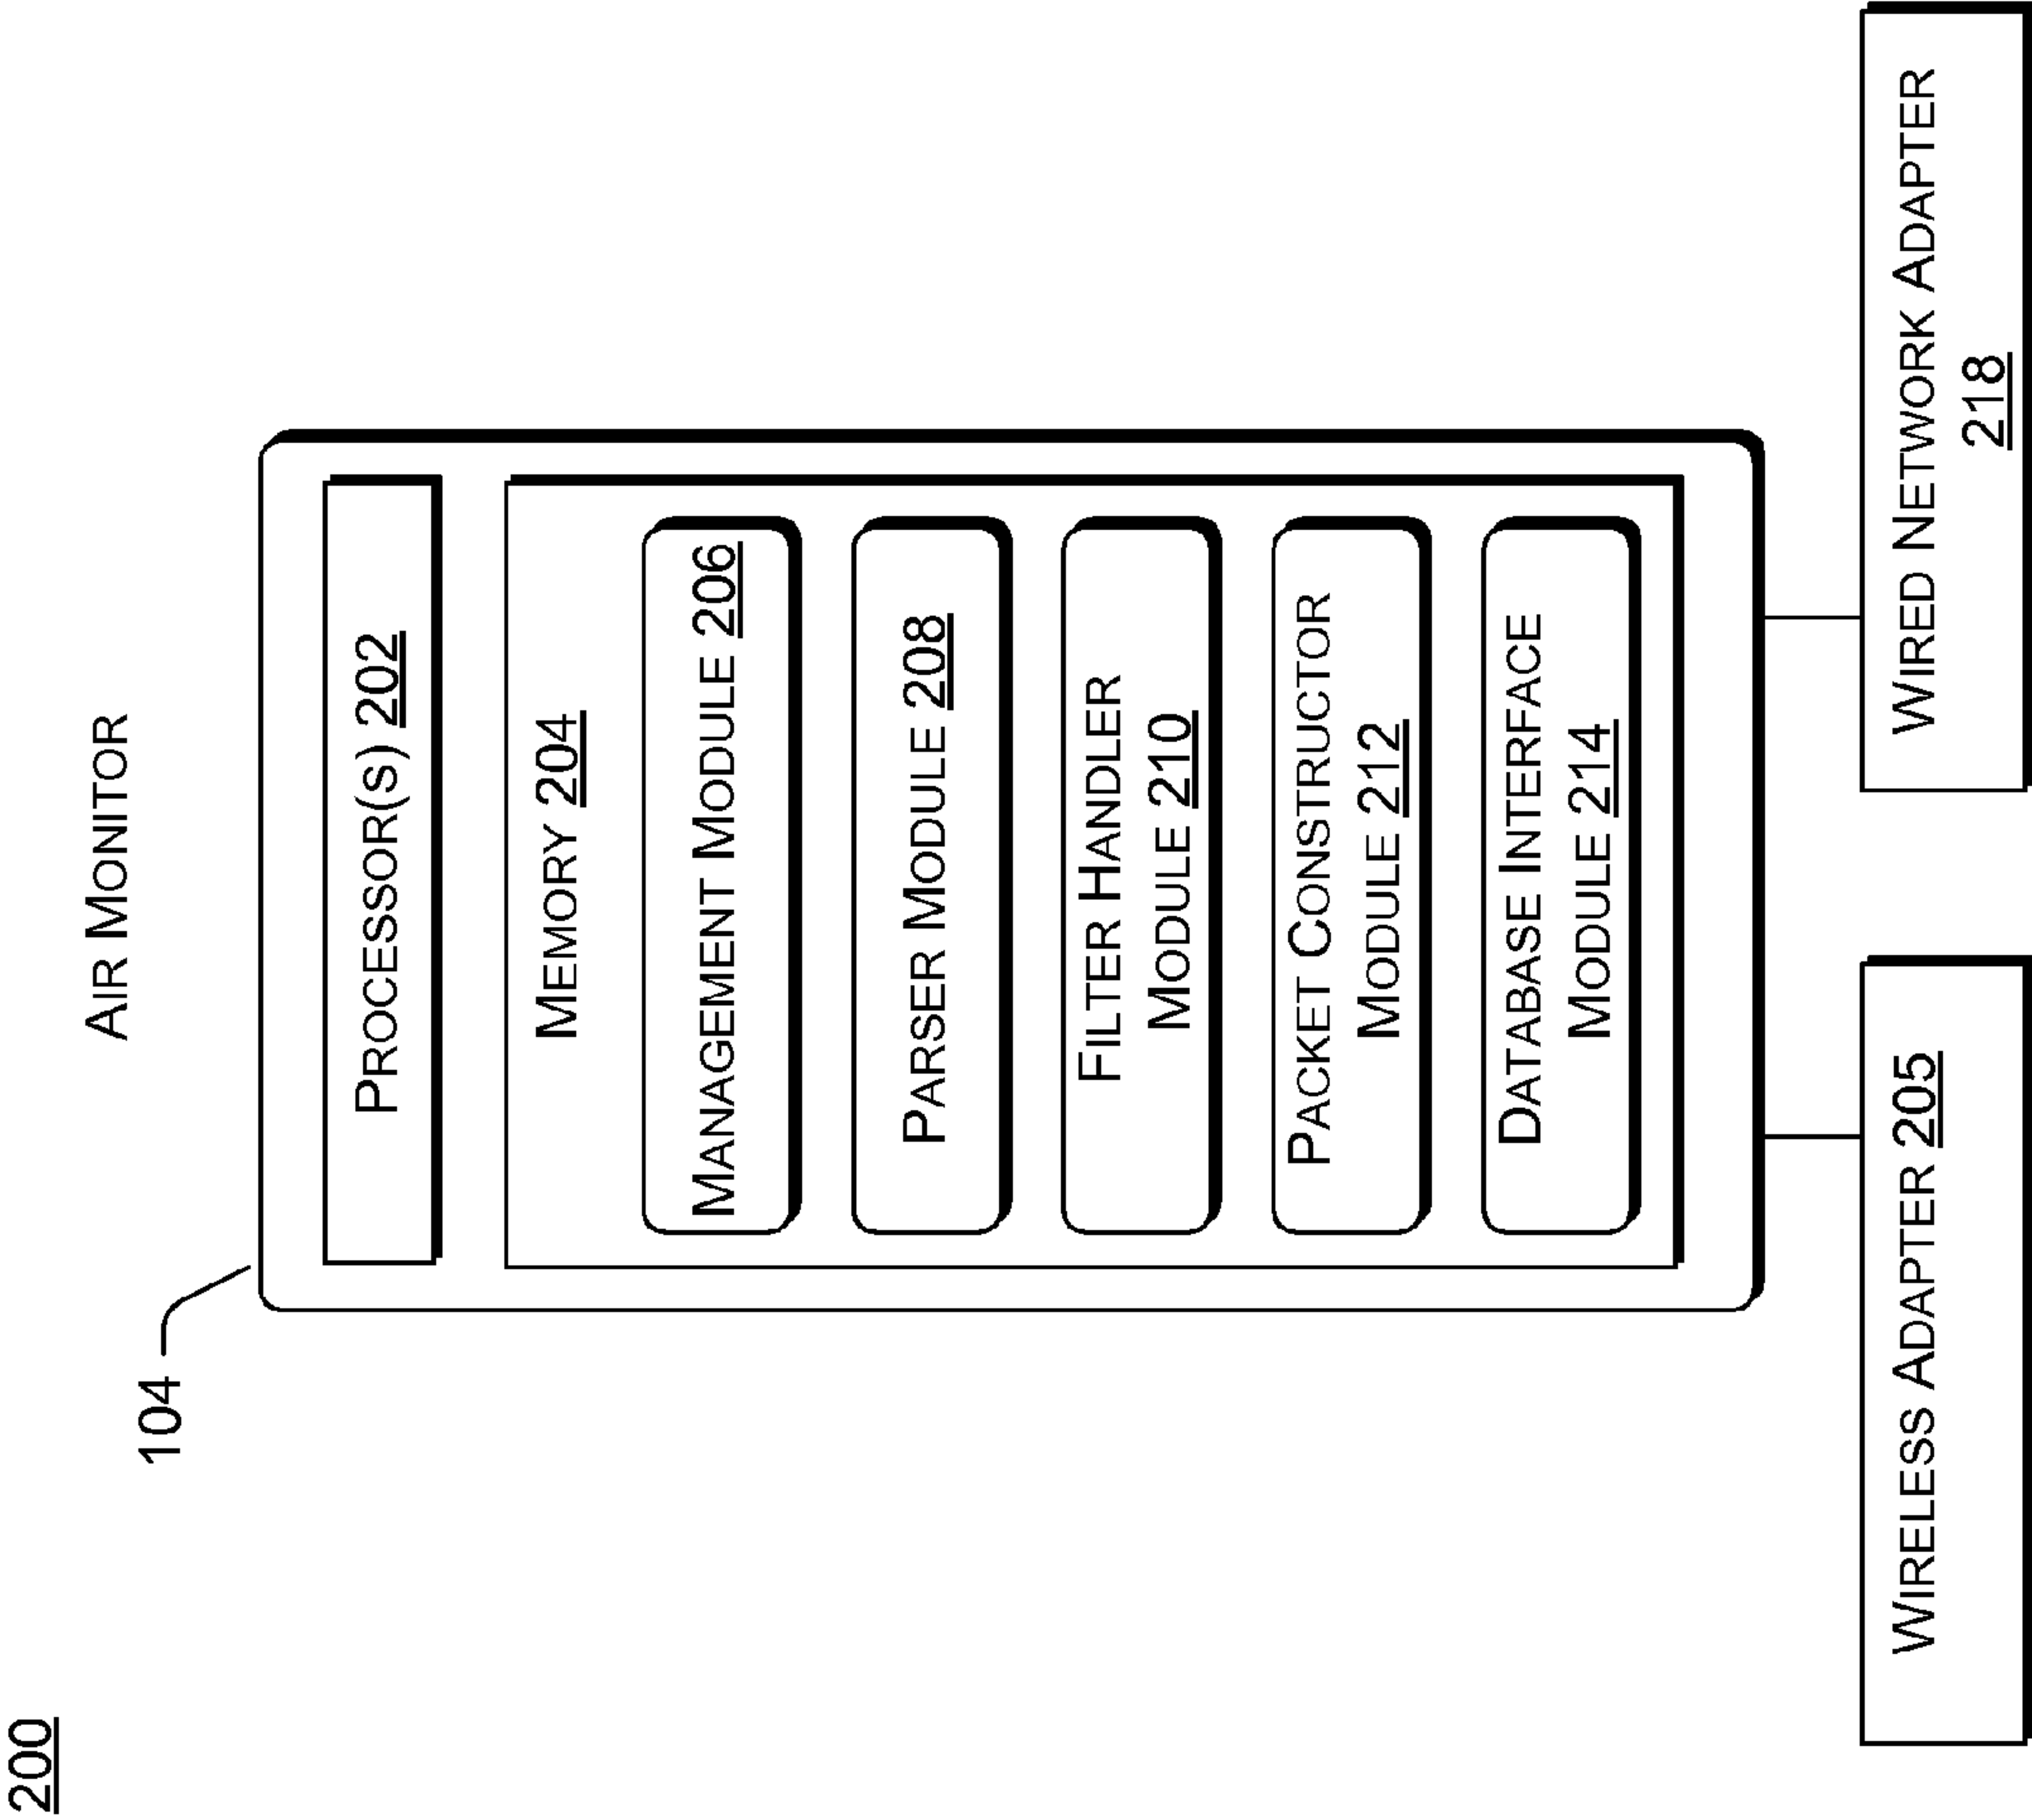 200
AIR MONITOR
104
PROCESSOR(S) 202
MEMORY 204
MANAGEMENT MODULE 206
PARSER MODULE 208
FILTER HANDLER
MODULE 210
PACKET CONSTRUCTOR
MODULE 212
DATABASE INTERFACE
MODULE 214
WIRELESS ADAPTER 205
WIRED NETWORK ADAPTER
218